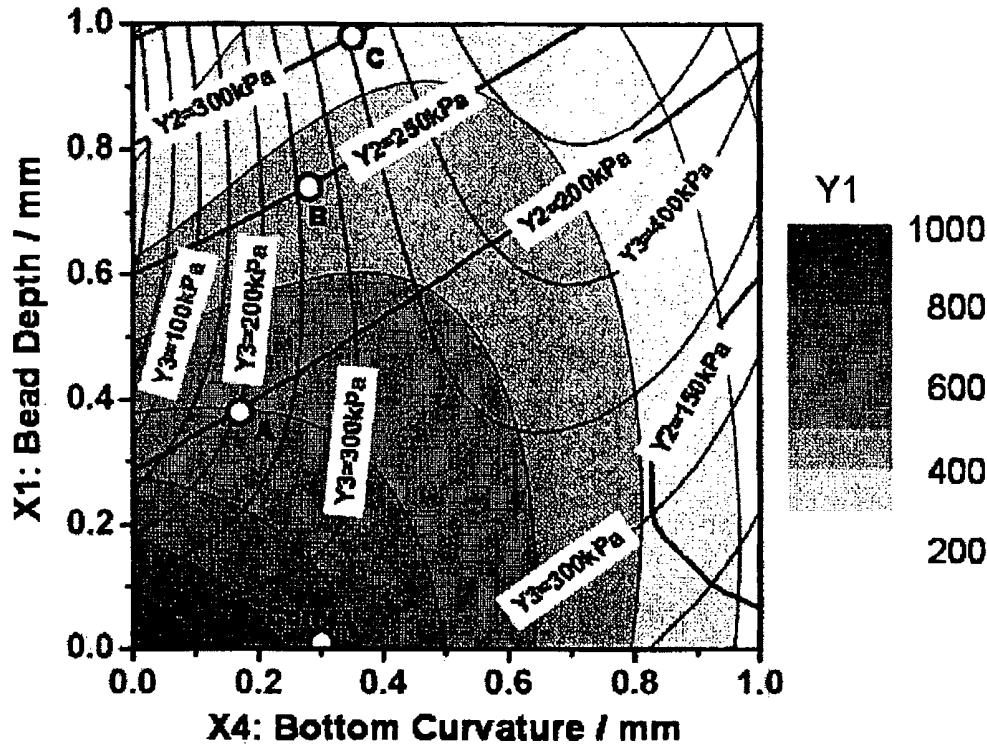 1.0
0.8
0.6
0.4
0.2
0.0
X1: Bead Depth / mm
0.0 0.2 0.4 0.6 0.8 1.0
X4: Bottom Curvature / mm
Y2=300kPa
C
Y2=250kPa
B
Y2=200kPa
Y3=400kPa
Y3=100kPa
Y3=200kPa
A
Y3=300kPa
Y2=150kPa
Y3=300kPa
Y1
1000
800
600
400
200